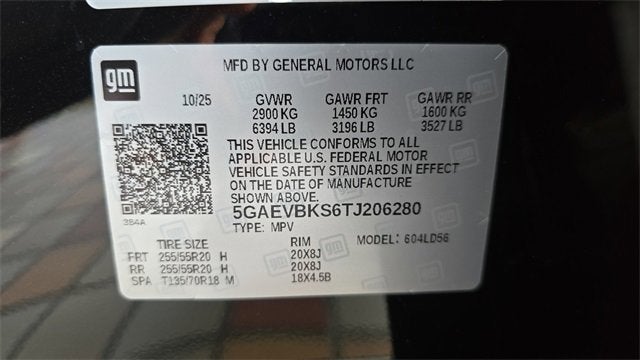 gm
MFD BY GENERAL MOTORS LLC
10/25 GVWR GAWR FRT GAWR RR
2900 KG 1450 KG 1600 KG
6394 LB 3196 LB 3527 LB
THIS VEHICLE CONFORMS TO ALL
APPLICABLE U.S. FEDERAL MOTOR
VEHICLE SAFETY STANDARDS IN EFFECT
ON THE DATE OF MANUFACTURE
SHOWN ABOVE.
3B4A
5GAEVBKS6TJ206280
TYPE: MPV
MODEL: 604LD56
TIRE SIZE RIM
FRT 255/55R20 H 20X8J
RR 255/55R20 H 20X8J
SPA T135/70R18 M 18X4.5B